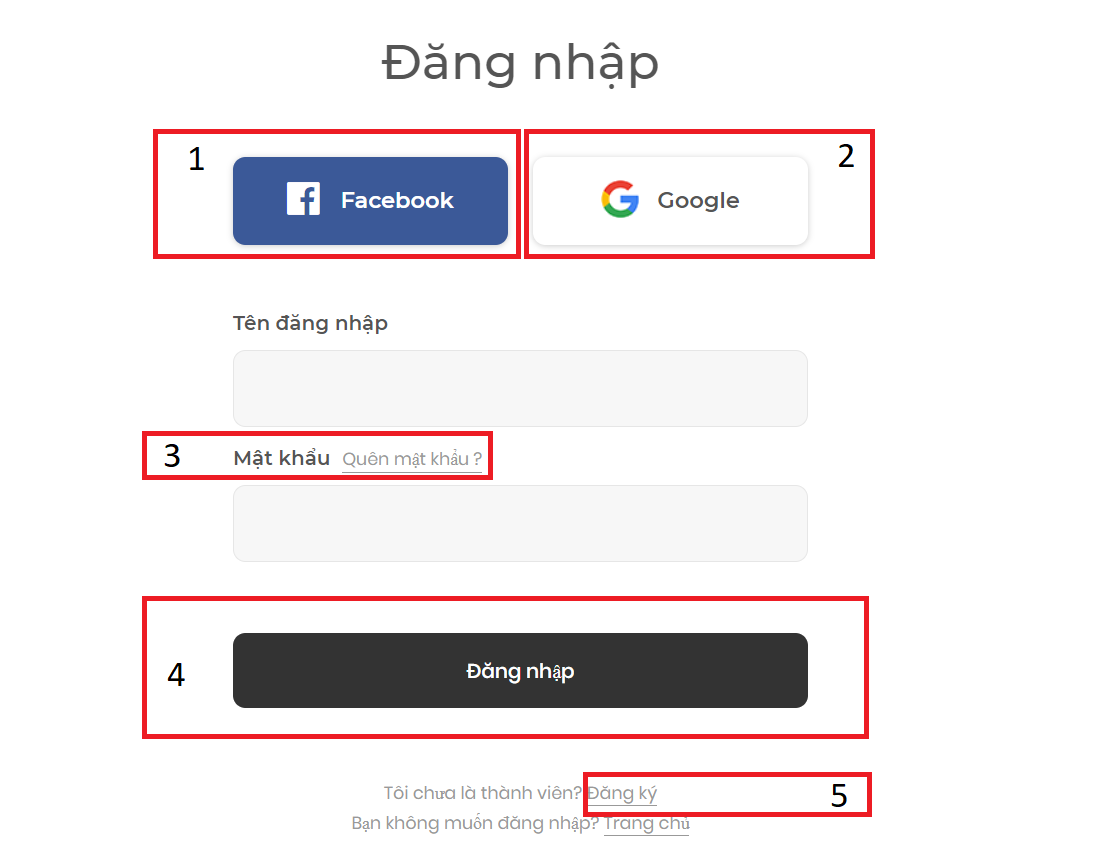 Đăng nhập
1 Facebook Google 2
Tên đăng nhập
3 Mật khẩu Quên mật khẩu ?
4 Đăng nhập
Tôi chưa là thành viên? Đăng ký 5
Bạn không muốn đăng nhập? Trang chủ